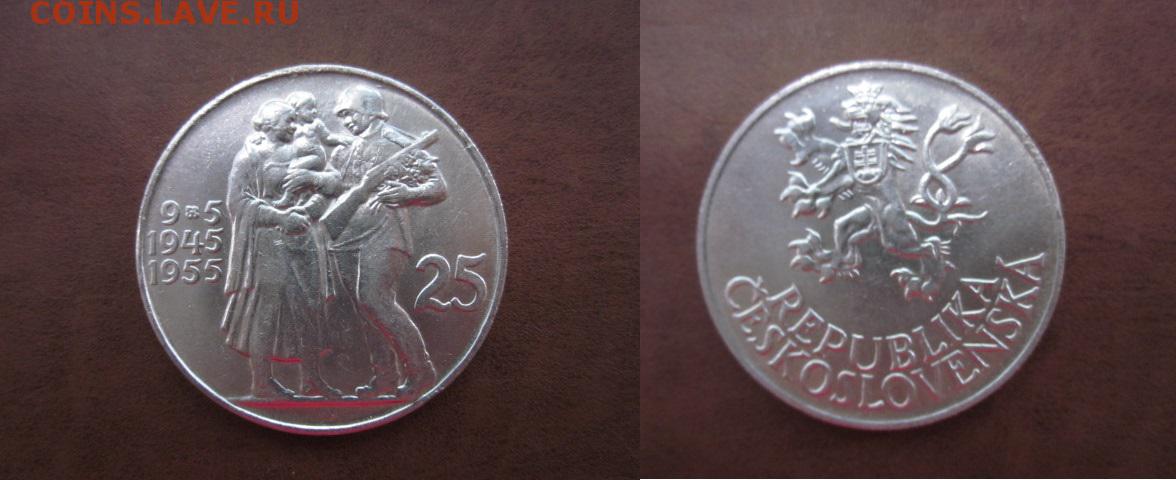 COINS.LAVE.RU
9 5
1945
1955
25
REPUBLIKA
ČESKOSLOVENSKÁ